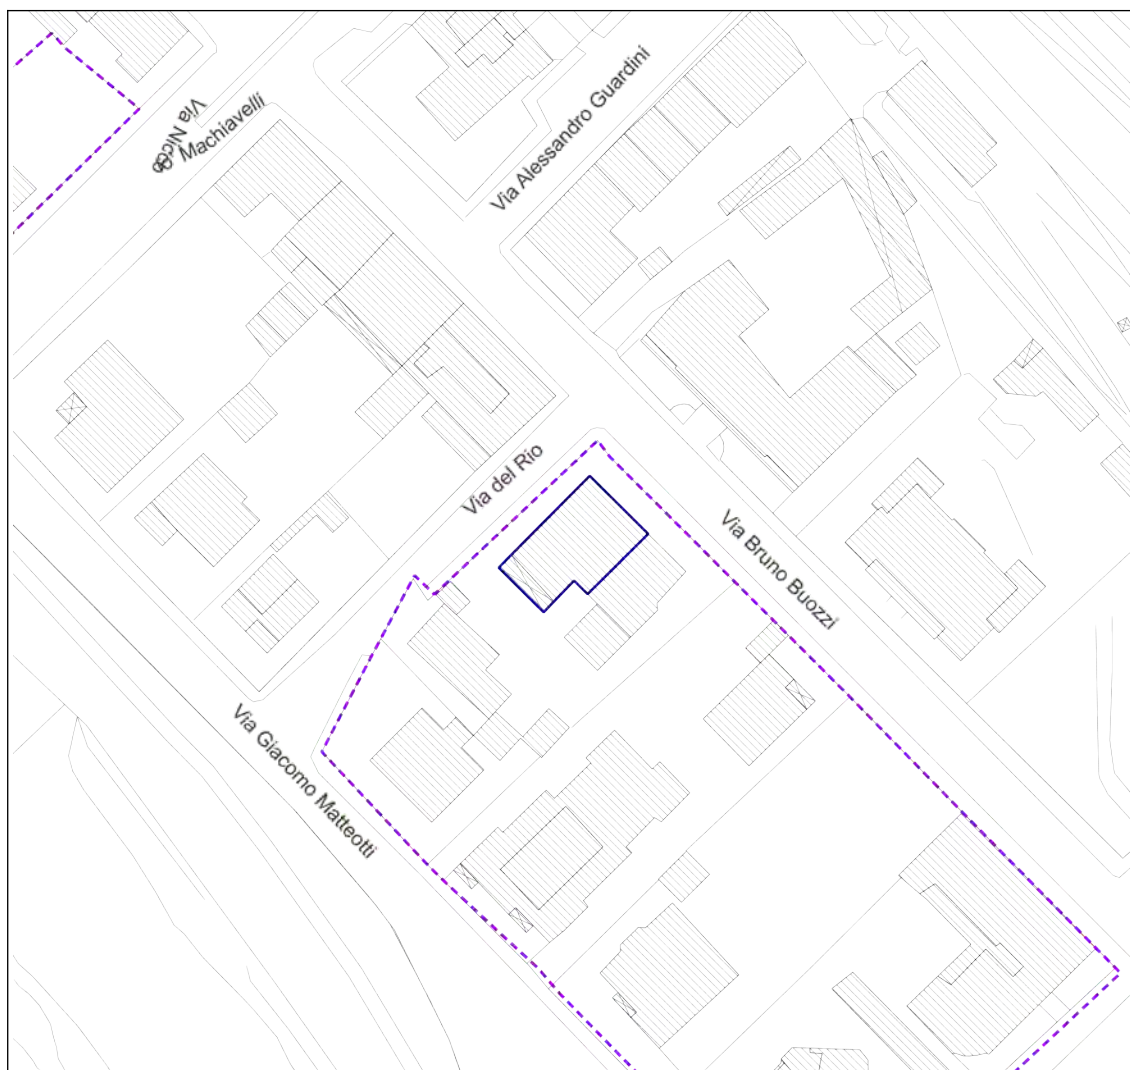 Via Nicco
o' Machiavelli
Via Alessandro Guardini
Via del Rio
Via Bruno Buozzi
Via Giacomo Matteotti